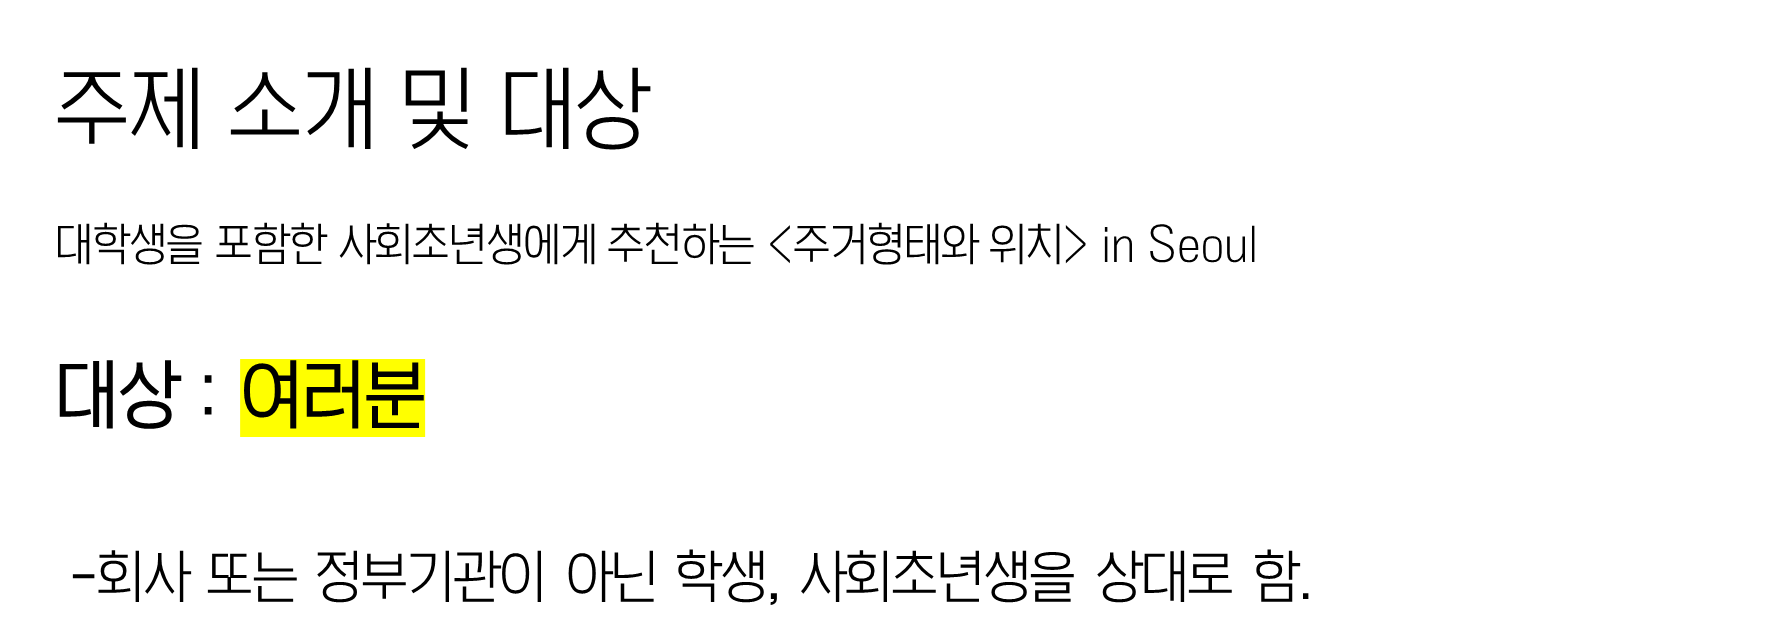 주제 소개 및 대상
대학생을 포함한 사회초년생에게 추천하는 <주거형태와 위치> in Seoul
대상 : 여러분
-회사 또는 정부기관이 아닌 학생, 사회초년생을 상대로 함.